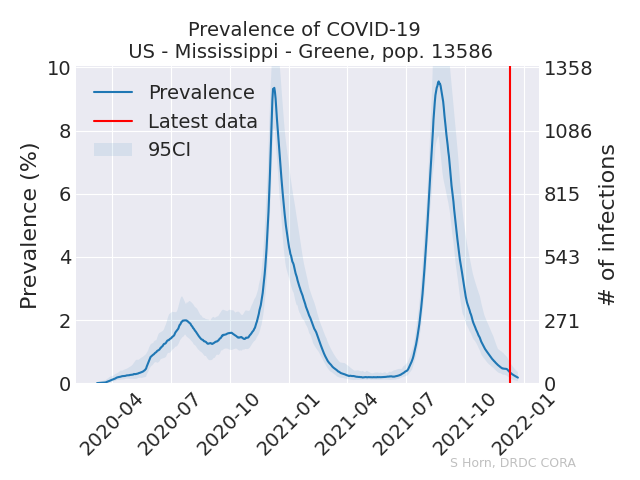 Prevalence of COVID-19
US - Mississippi - Greene, pop. 13586
Prevalence
Latest data
95CI
Prevalence (%)
10
8
6
4
2
0
1358
1086
815
543
271
0
# of infections
2020-04
2020-07
2020-10
2021-01
2021-04
2021-07
2021-10
2022-01
S Horn, DRDC CORA